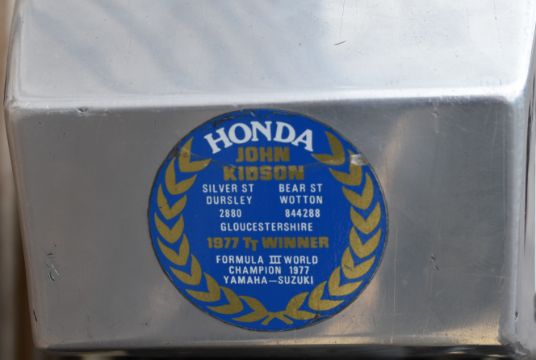 HONDA
JOHN
KIDSON
SILVER ST BEAR ST
DURSLEY WOTTON
2880 844288
GLOUCESTERSHIRE
1977 TT WINNER
FORMULA III WORLD
CHAMPION 1977
YAMAHA—SUZUKI